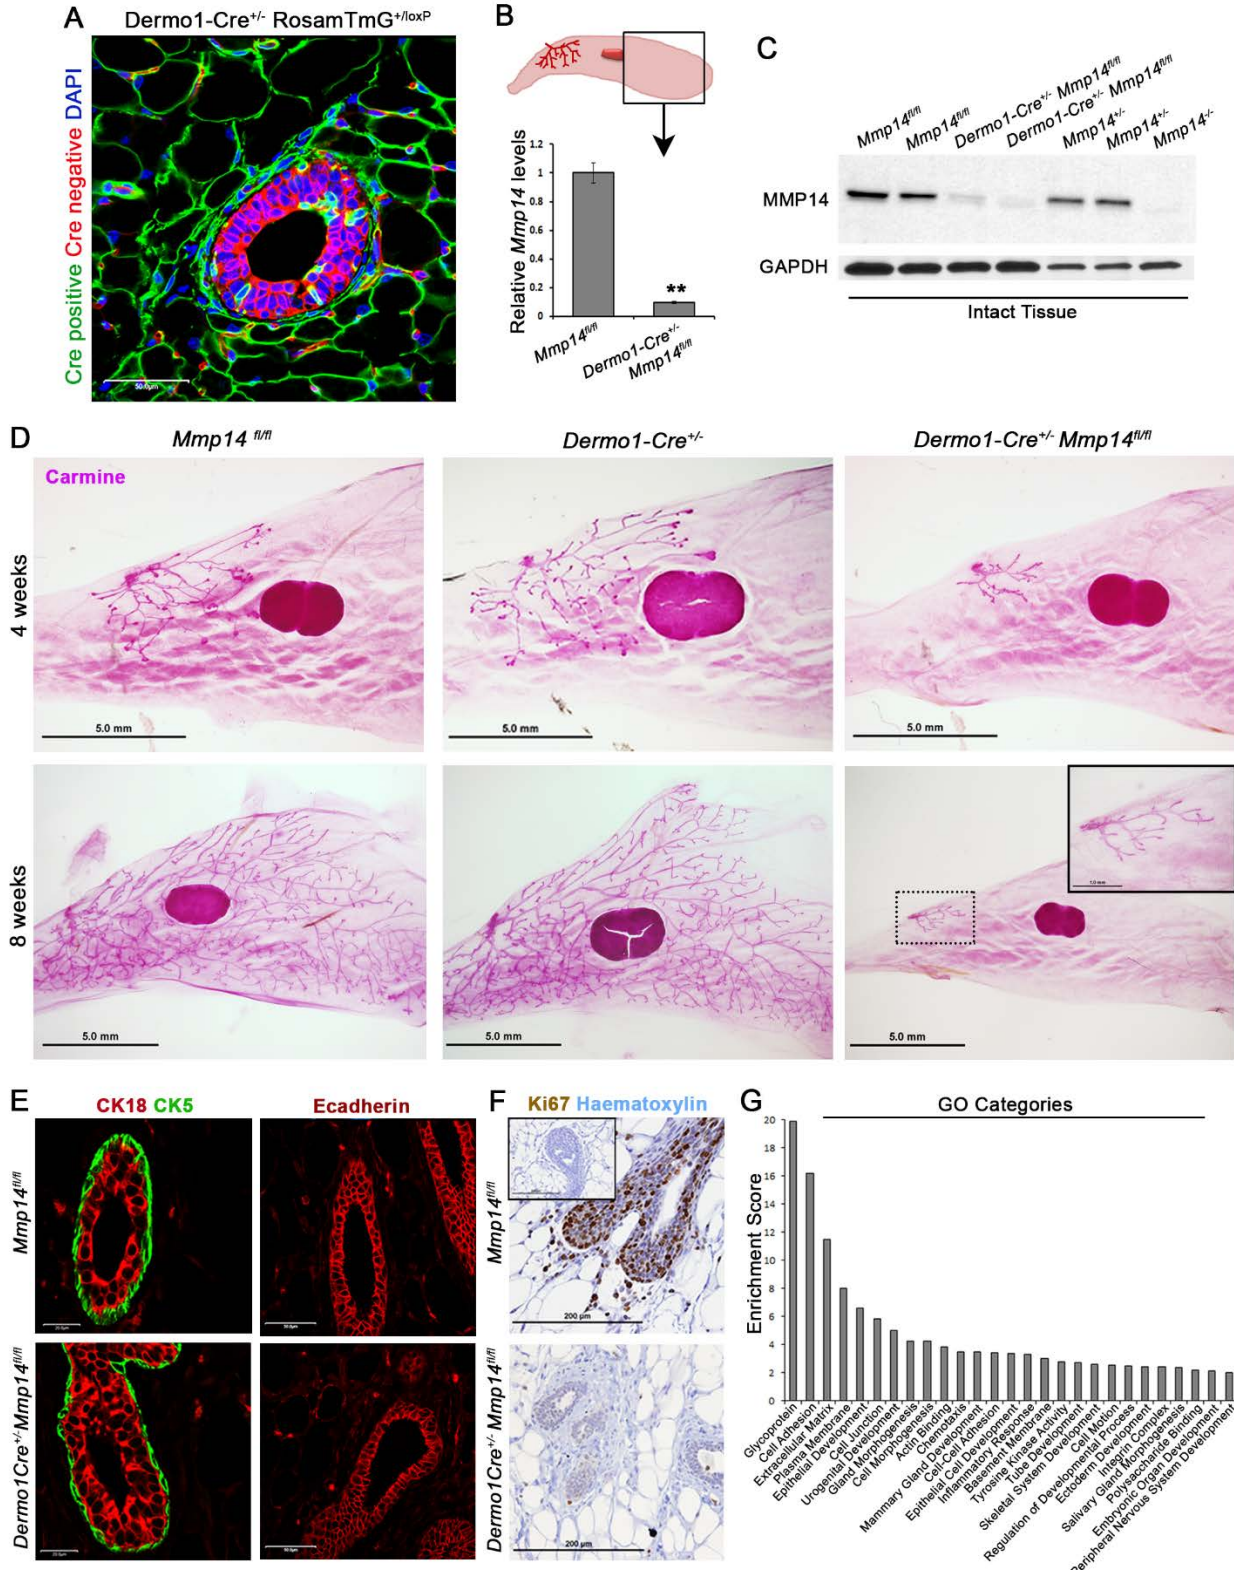 A
Dermo1-Cre+/- RosamTmG+/loxP
Cre positive Cre negative DAPI
50.0µm
B
Relative Mmp14 levels
1.2
1
0.8
0.6
0.4
0.2
0
**
Mmp14fl/fl
Dermo1-Cre+/-
Mmp14fl/fl
C
Mmp14fl/fl
Mmp14fl/fl
Dermo1-Cre+/- Mmp14fl/fl
Dermo1-Cre+/- Mmp14fl/fl
Mmp14+/-
Mmp14+/-
Mmp14-/-
MMP14
GAPDH
Intact Tissue
D
Mmp14 fl/fl
Dermo1-Cre+/-
Dermo1-Cre+/- Mmp14fl/fl
4 weeks
Carmine
5.0 mm
5.0 mm
5.0 mm
8 weeks
5.0 mm
5.0 mm
5.0 mm
1.0 mm
E
CK18 CK5
Ecadherin
Mmp14fl/fl
Dermo1Cre+/- Mmp14fl/fl
F
Ki67 Haematoxylin
Mmp14fl/fl
200 µm
Dermo1Cre+/- Mmp14fl/fl
200 µm
G
GO Categories
Enrichment Score
20
18
16
14
12
10
8
6
4
2
0
Glycoprotein
Cell Adhesion
Extracellular Matrix
Plasma Membrane
Epithelial Development
Cell Junction
Urogenital Development
Gland Morphogenesis
Cell Morphogenesis
Actin Binding
Chemotaxis
Mammary Gland Development
Cell-Cell Adhesion
Epithelial Cell Development
Inflammatory Response
Basement Membrane
Tyrosine Kinase Activity
Tube Development
Skeletal System Development
Cell Motion
Regulation of Developmental Process
Ectoderm Development
Integrin Complex
Salivary Gland Morphogenesis
Polysaccharide Binding
Embryonic Organ Development
Peripheral Nervous System Development